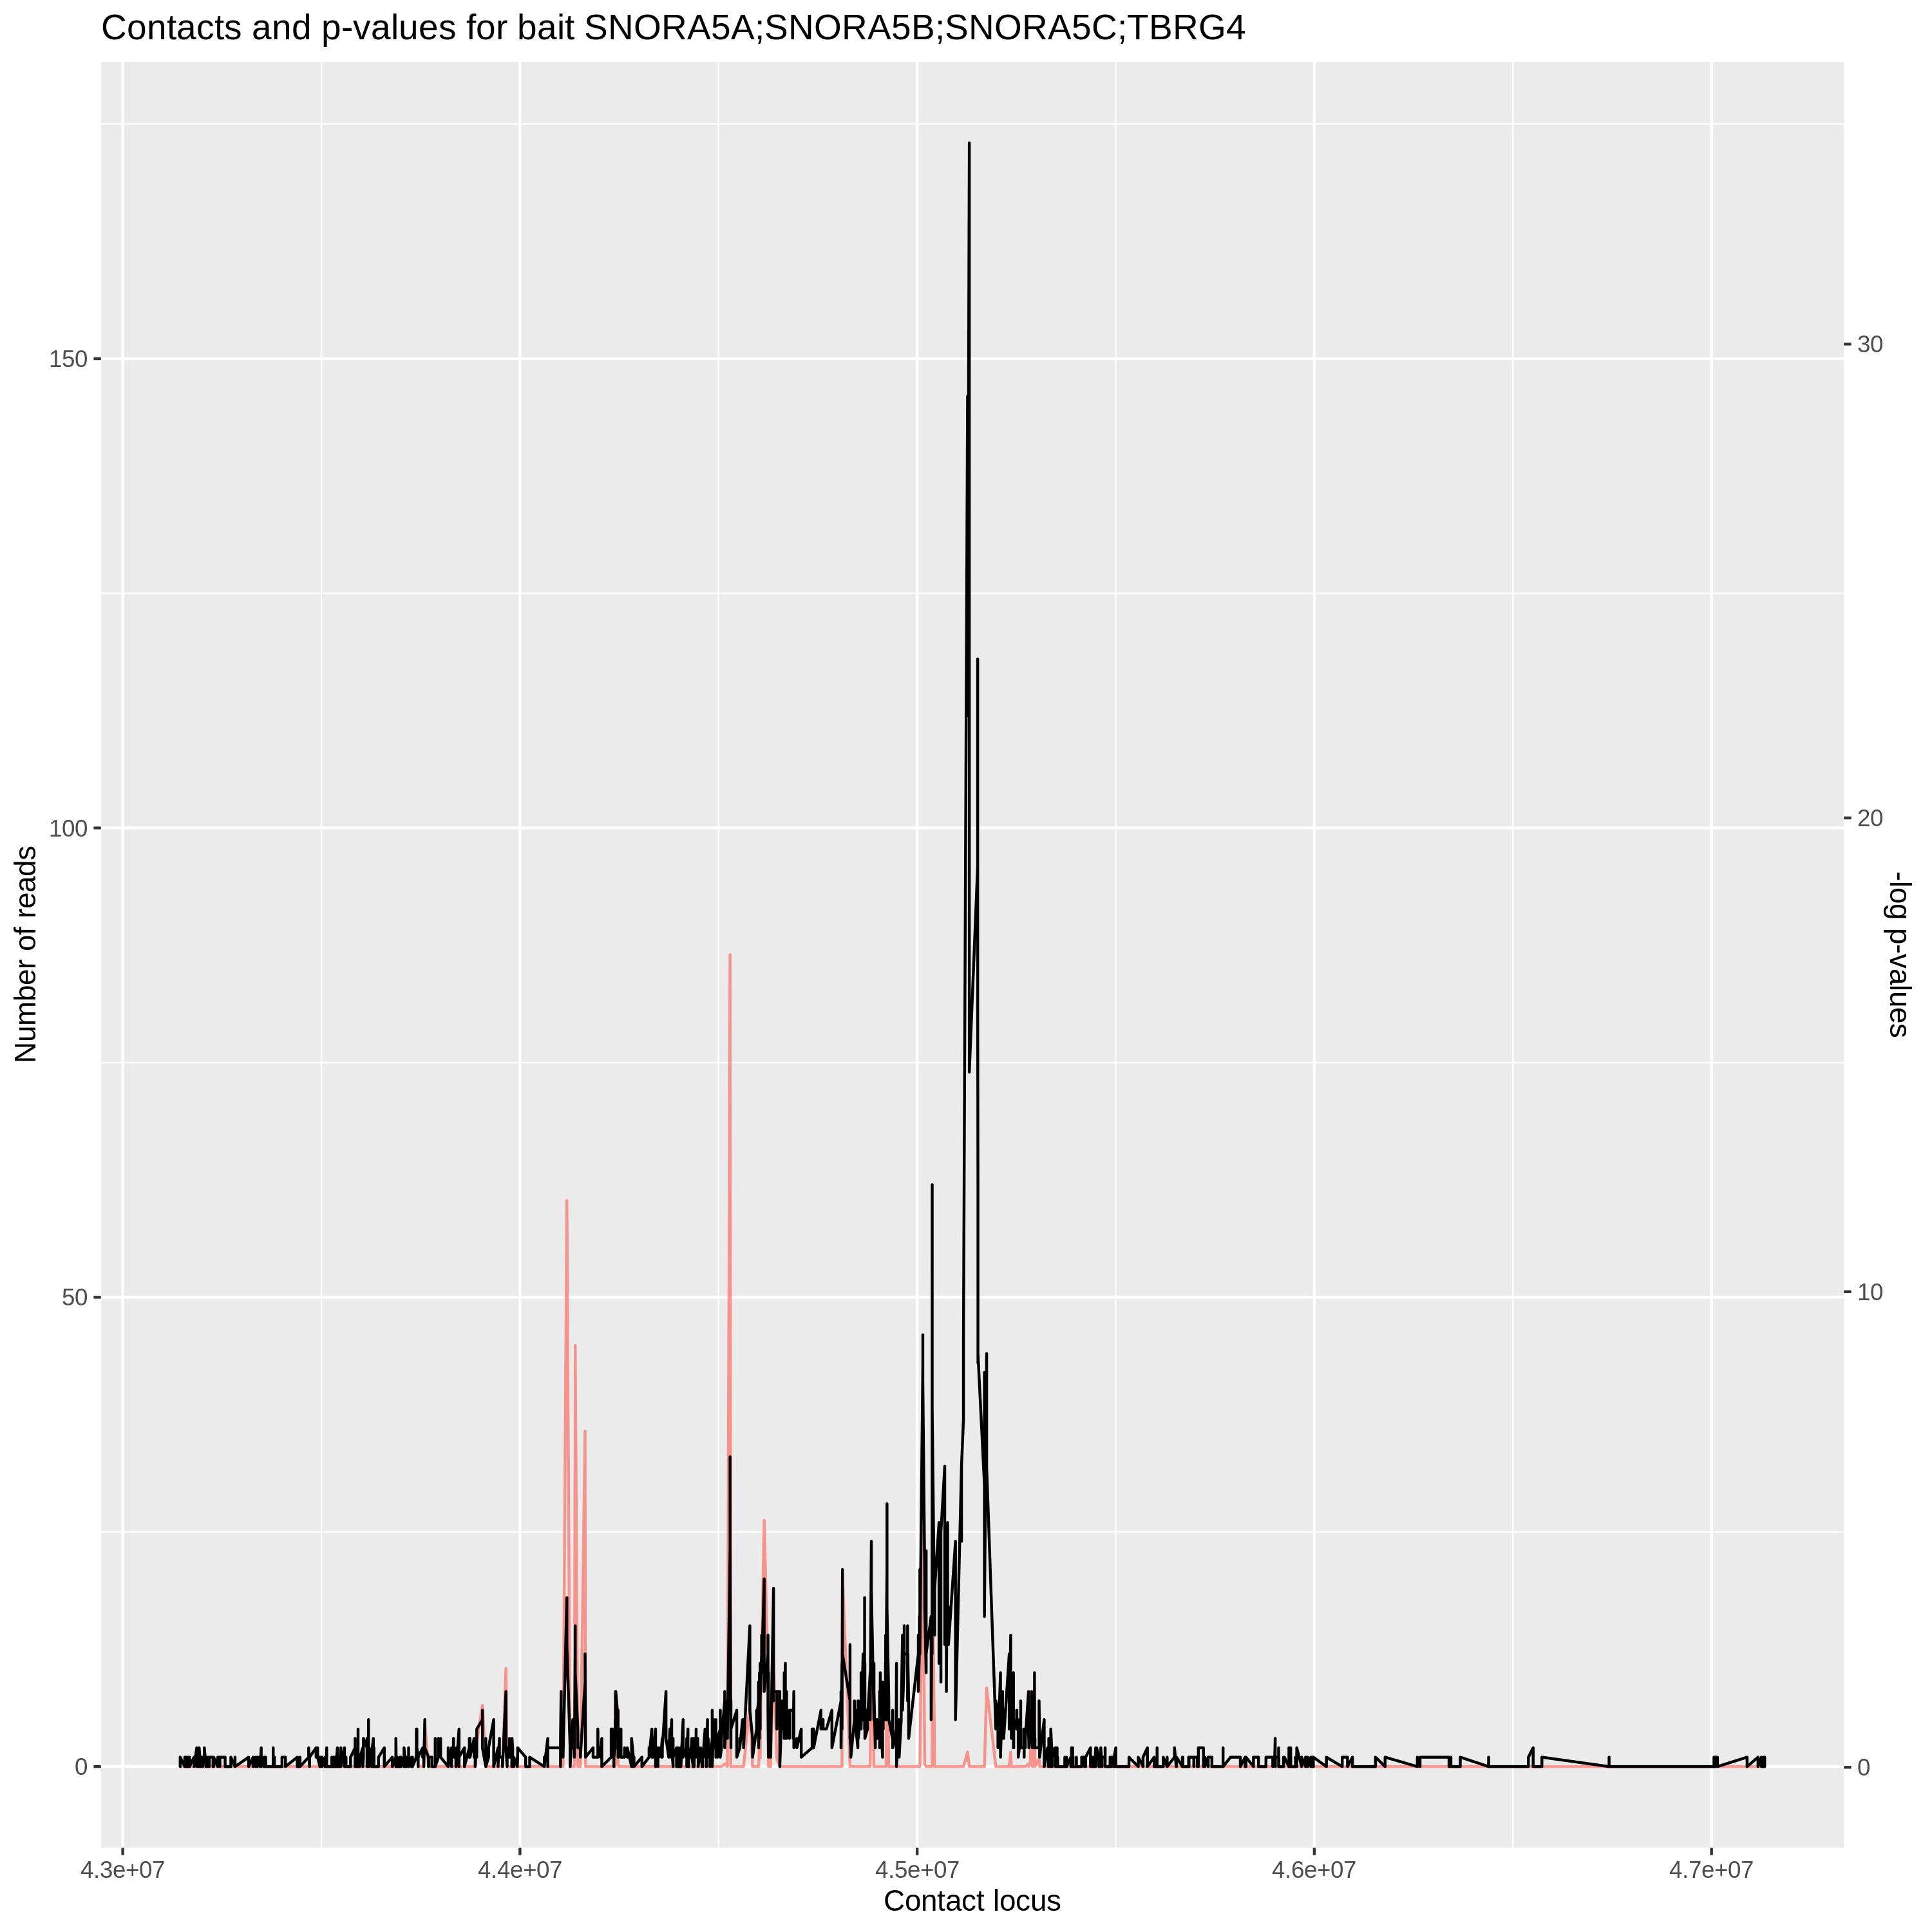 Contacts and p-values for bait SNORA5A;SNORA5B;SNORA5C;TBRG4
Number of reads
150
100
50
0
30
20
10
0
-log p-values
4.3e+07 4.4e+07 4.5e+07 4.6e+07 4.7e+07
Contact locus